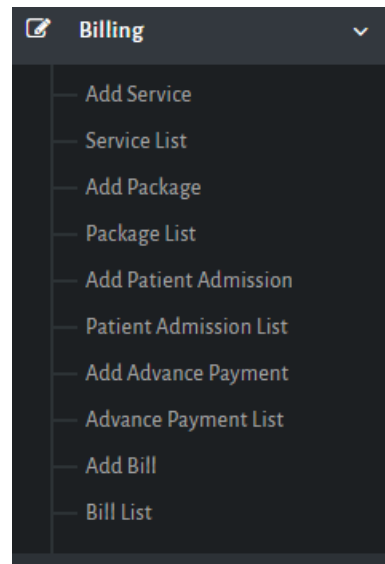 Billing
Add Service
Service List
Add Package
Package List
Add Patient Admission
Patient Admission List
Add Advance Payment
Advance Payment List
Add Bill
Bill List